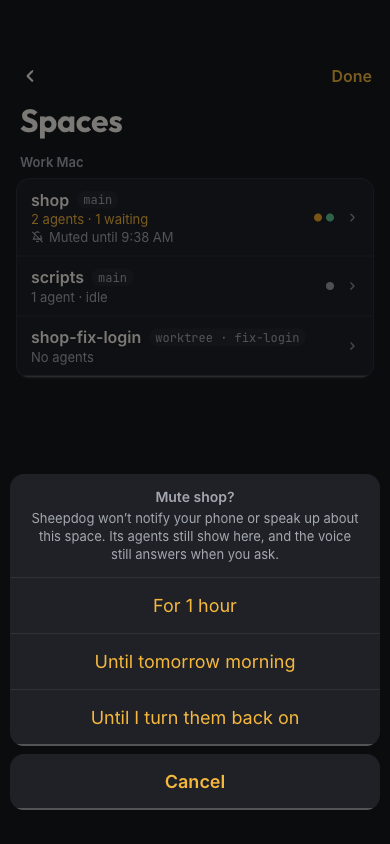 Done
Spaces
Work Mac
shop main
2 agents · 1 waiting
Muted until 9:38 AM
scripts main
1 agent · idle
shop-fix-login worktree · fix-login
No agents
Mute shop?
Sheepdog won’t notify your phone or speak up about
this space. Its agents still show here, and the voice
still answers when you ask.
For 1 hour
Until tomorrow morning
Until I turn them back on
Cancel